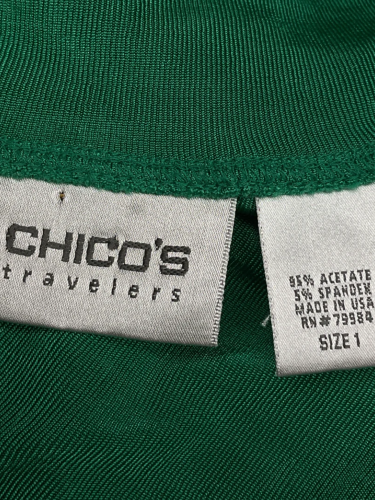 CHICO'S
travelers
95% ACETATE
5% SPANDEX
MADE IN USA
RN# 79984
SIZE 1